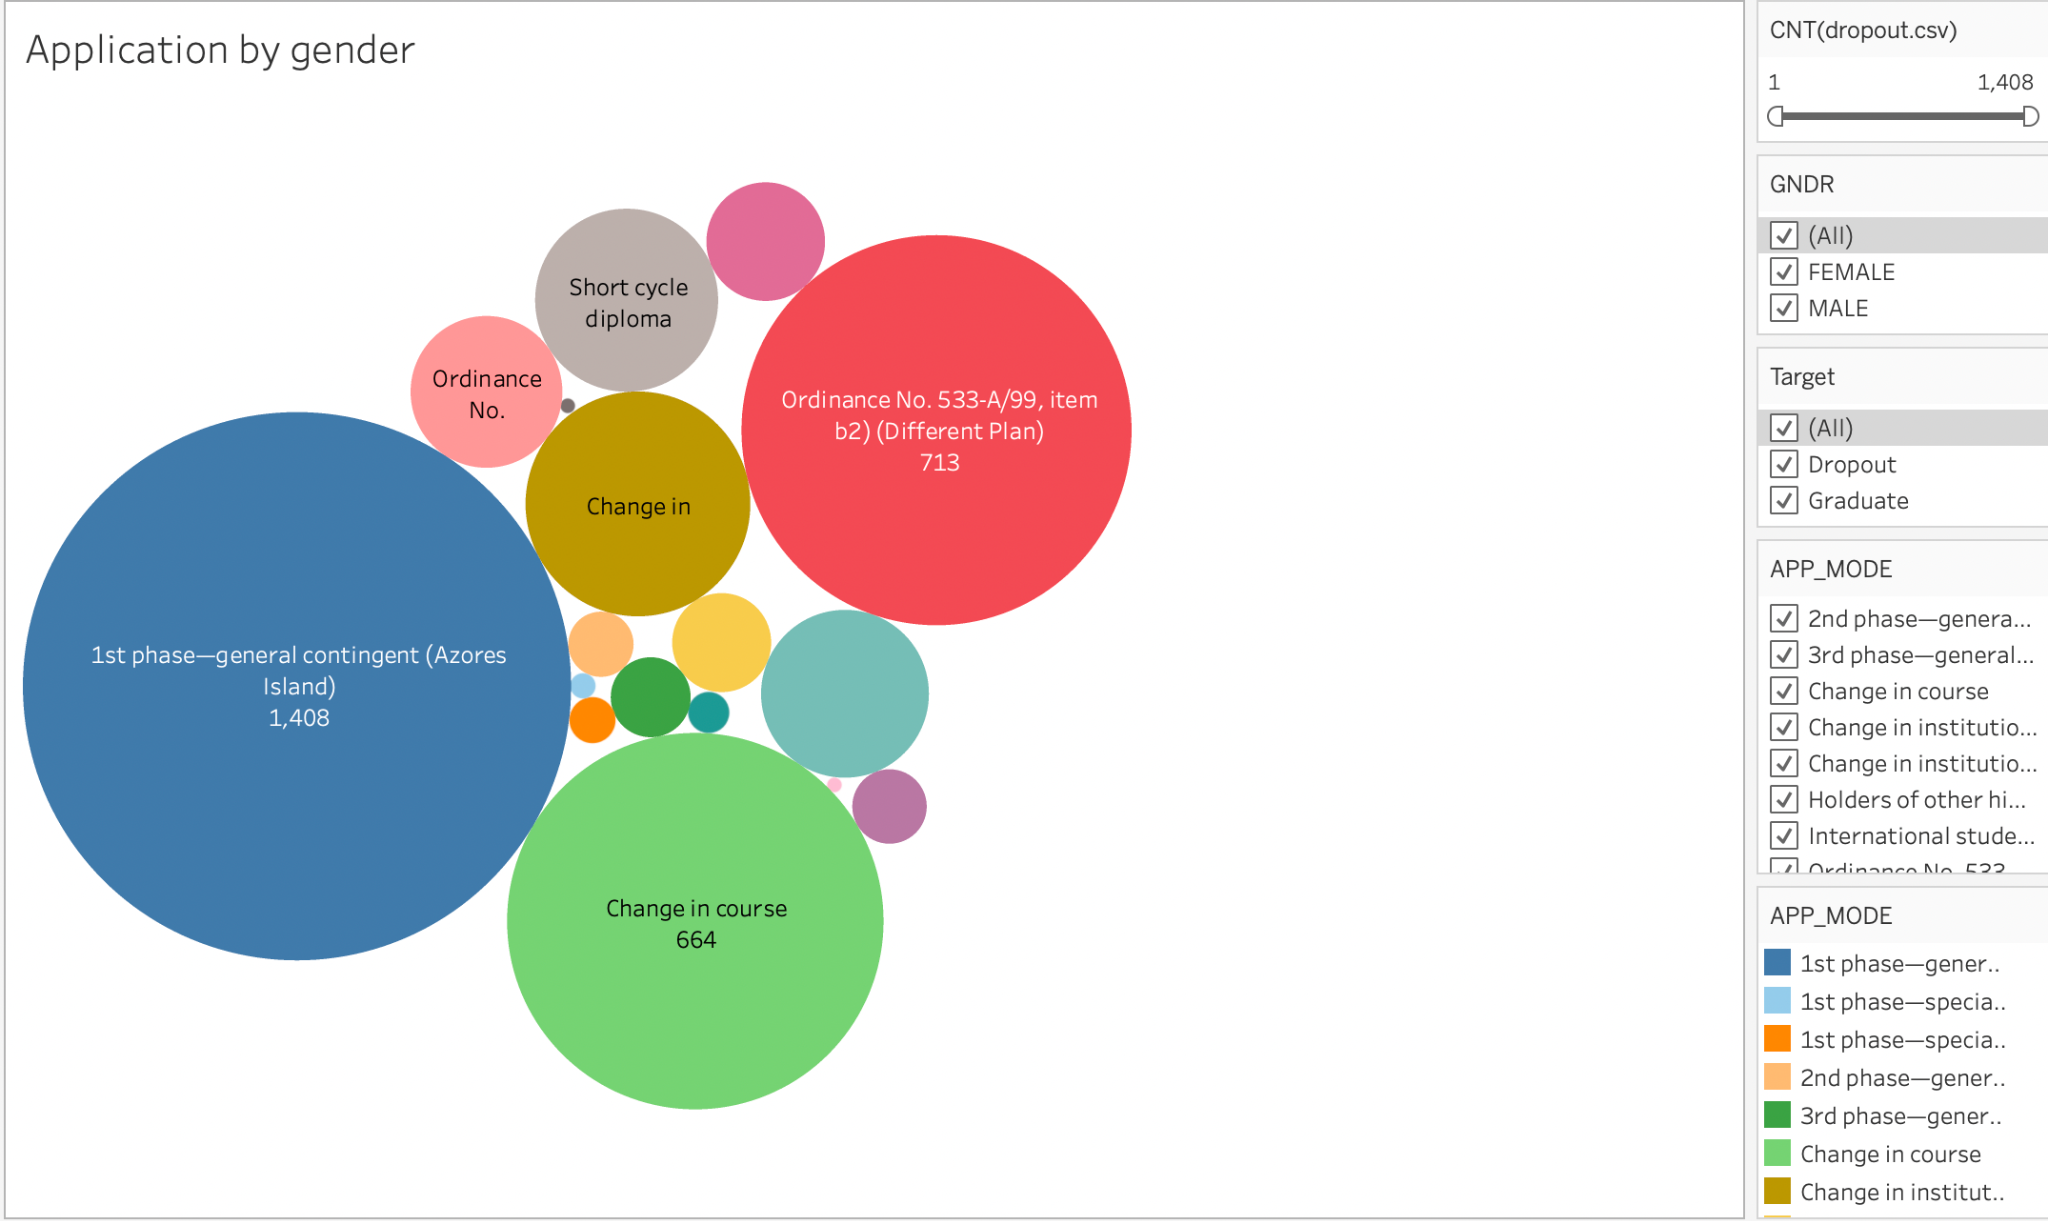 Application by gender
Short cycle
diploma
Ordinance
No.
Ordinance No. 533-A/99, item
b2) (Different Plan)
713
Change in
1st phase—general contingent (Azores
Island)
1,408
Change in course
664
CNT(dropout.csv)
1 1,408
GNDR
(All)
FEMALE
MALE
Target
(All)
Dropout
Graduate
APP_MODE
2nd phase—genera...
3rd phase—general...
Change in course
Change in institutio...
Change in institutio...
Holders of other hi...
International stude...
Ordinance No. 533
APP_MODE
1st phase—gener..
1st phase—specia..
1st phase—specia..
2nd phase—gener..
3rd phase—gener..
Change in course
Change in institut..